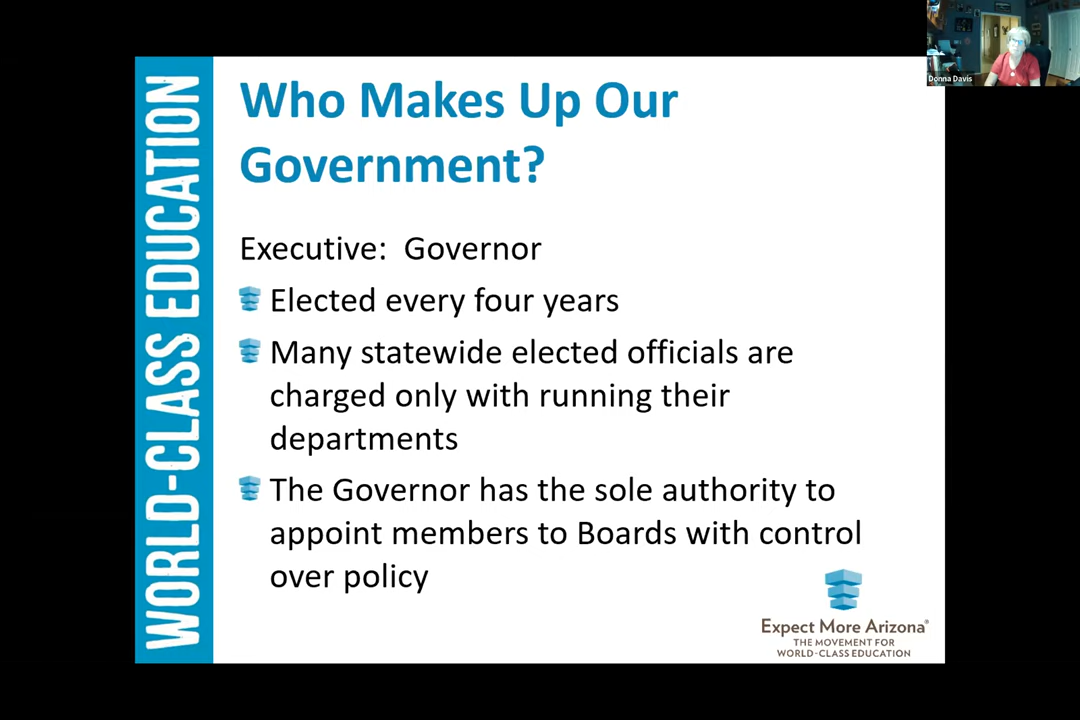 WORLD-CLASS EDUCATION
Who Makes Up Our
Government?
Executive: Governor
Elected every four years
Many statewide elected officials are
charged only with running their
departments
The Governor has the sole authority to
appoint members to Boards with control
over policy
Expect More Arizona®
THE MOVEMENT FOR
WORLD-CLASS EDUCATION
Donna Davis